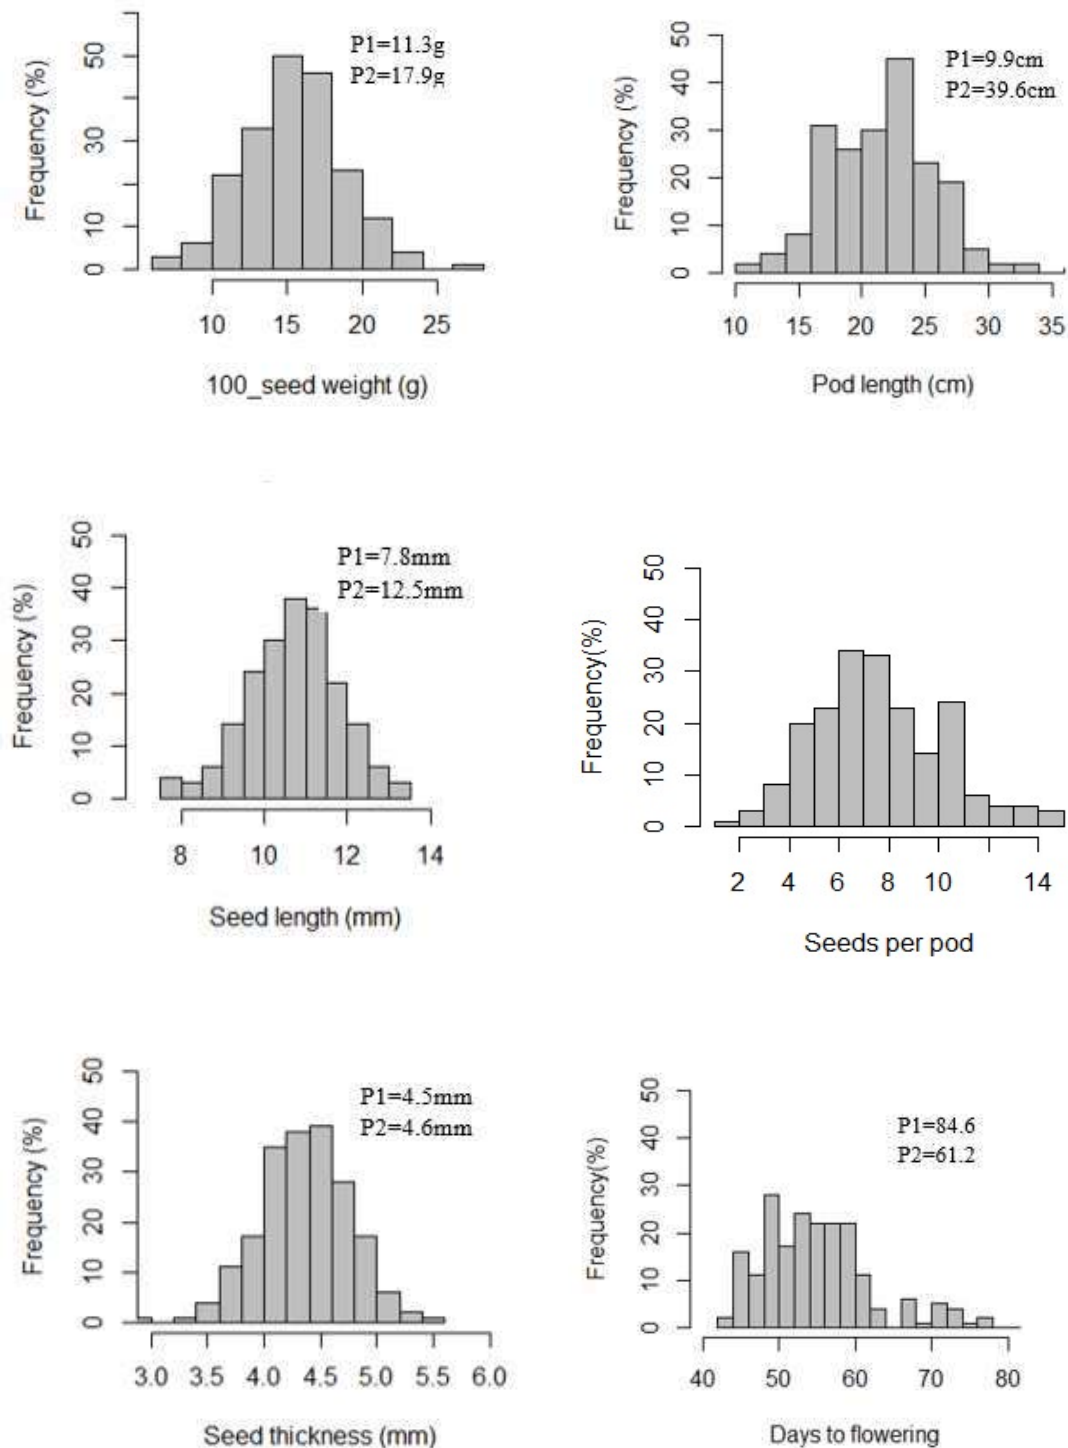 Frequency (%)
50
30
10
0
P1=11.3g
P2=17.9g
10 15 20 25
100_seed weight (g)
Frequency (%)
50
40
30
20
10
0
P1=9.9cm
P2=39.6cm
10 15 20 25 30 35
Pod length (cm)
Frequency (%)
50
40
30
20
10
0
P1=7.8mm
P2=12.5mm
8 10 12 14
Seed length (mm)
Frequency(%)
50
40
30
20
10
0
2 4 6 8 10 14
Seeds per pod
Frequency (%)
50
40
30
20
10
0
P1=4.5mm
P2=4.6mm
3.0 3.5 4.0 4.5 5.0 5.5 6.0
Seed thickness (mm)
Frequency(%)
50
40
30
20
10
0
P1=84.6
P2=61.2
40 50 60 70 80
Days to flowering